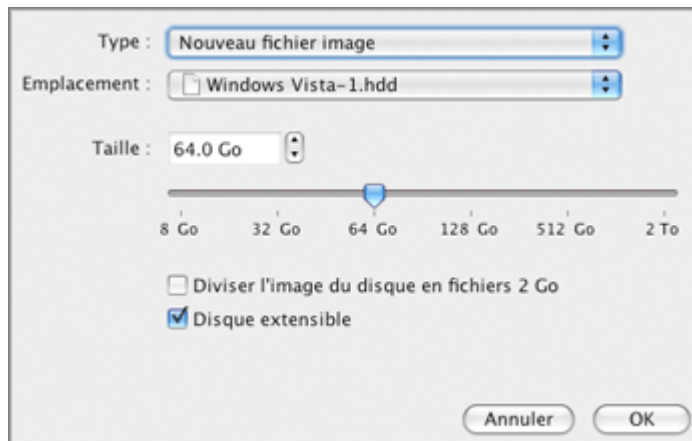 Type : Nouveau fichier image
Emplacement : Windows Vista-1.hdd
Taille : 64.0 Go
8 Go 32 Go 64 Go 128 Go 512 Go 2 To
Diviser l'image du disque en fichiers 2 Go
Disque extensible
Annuler OK